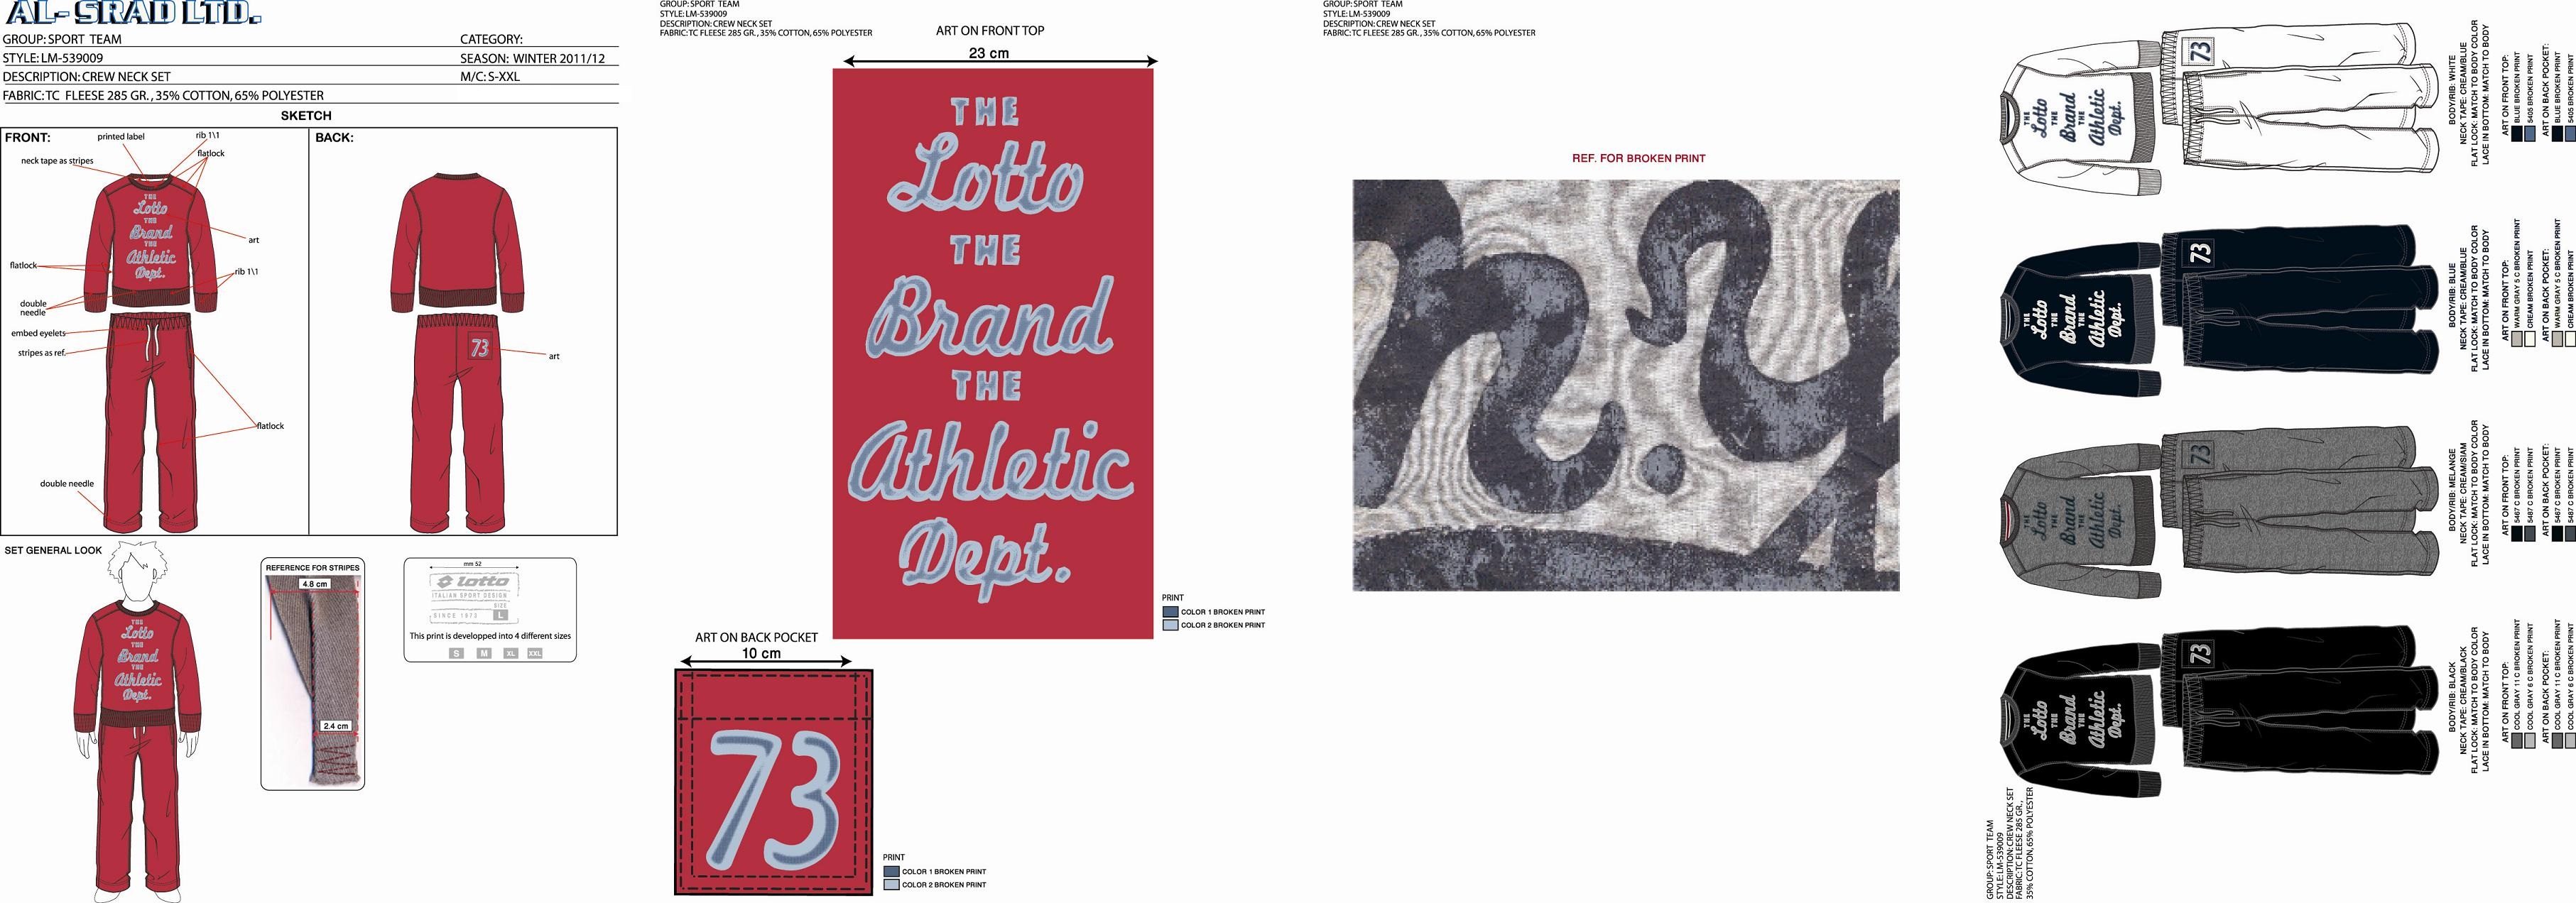 AL-SRAD LTD.
GROUP: SPORT TEAM
CATEGORY:
STYLE: LM-539009
SEASON: WINTER 2011/12
DESCRIPTION: CREW NECK SET
M/C: S-XXL
FABRIC: TC FLEESE 285 GR., 35% COTTON, 65% POLYESTER
SKETCH
FRONT:
printed label
rib 1\1
flatlock
neck tape as stripes
THE
Lotto
THE
Brand
THE
Athletic
Dept.
art
flatlock
rib 1\1
double
needle
embed eyelets
stripes as ref.
flatlock
double needle
BACK:
73
art
SET GENERAL LOOK
THE
Lotto
THE
Brand
THE
Athletic
Dept.
REFERENCE FOR STRIPES
4.8 cm
2.4 cm
mm 52
lotto
ITALIAN SPORT DESIGN
SIZE
SINCE 1973
L
This print is developped into 4 different sizes
S M XL XXL
GROUP: SPORT TEAM
STYLE: LM-539009
DESCRIPTION: CREW NECK SET
FABRIC: TC FLEESE 285 GR., 35% COTTON, 65% POLYESTER
ART ON FRONT TOP
23 cm
THE
Lotto
THE
Brand
THE
Athletic
Dept.
PRINT
COLOR 1 BROKEN PRINT
COLOR 2 BROKEN PRINT
ART ON BACK POCKET
10 cm
73
PRINT
COLOR 1 BROKEN PRINT
COLOR 2 BROKEN PRINT
GROUP: SPORT TEAM
STYLE: LM-539009
DESCRIPTION: CREW NECK SET
FABRIC: TC FLEESE 285 GR., 35% COTTON, 65% POLYESTER
REF. FOR BROKEN PRINT
THE
Lotto
THE
Brand
THE
Athletic
Dept.
73
BODY/RIB: WHITE
NECK TAPE: CREAM/BLUE
FLAT LOCK: MATCH TO BODY COLOR
LACE IN BOTTOM: MATCH TO BODY
ART ON FRONT TOP:
BLUE BROKEN PRINT
5405 BROKEN PRINT
ART ON BACK POCKET:
BLUE BROKEN PRINT
5405 BROKEN PRINT
THE
Lotto
THE
Brand
THE
Athletic
Dept.
73
BODY/RIB: BLUE
NECK TAPE: CREAM/BLUE
FLAT LOCK: MATCH TO BODY COLOR
LACE IN BOTTOM: MATCH TO BODY
ART ON FRONT TOP:
WARM GRAY 5 C BROKEN PRINT
CREAM BROKEN PRINT
ART ON BACK POCKET:
WARM GRAY 5 C BROKEN PRINT
CREAM BROKEN PRINT
THE
Lotto
THE
Brand
THE
Athletic
Dept.
73
BODY/RIB: MELANGE
NECK TAPE: CREAM/SIAM
FLAT LOCK: MATCH TO BODY COLOR
LACE IN BOTTOM: MATCH TO BODY
ART ON FRONT TOP:
5467 C BROKEN PRINT
5487 C BROKEN PRINT
ART ON BACK POCKET:
5467 C BROKEN PRINT
5487 C BROKEN PRINT
THE
Lotto
THE
Brand
THE
Athletic
Dept.
73
BODY/RIB: BLACK
NECK TAPE: CREAM/BLACK
FLAT LOCK: MATCH TO BODY COLOR
LACE IN BOTTOM: MATCH TO BODY
ART ON FRONT TOP:
COOL GRAY 11 C BROKEN PRINT
COOL GRAY 6 C BROKEN PRINT
ART ON BACK POCKET:
COOL GRAY 11 C BROKEN PRINT
COOL GRAY 6 C BROKEN PRINT
GROUP: SPORT TEAM
STYLE: LM-539009
DESCRIPTION: CREW NECK SET
FABRIC: TC FLEESE 285 GR.,
35% COTTON, 65% POLYESTER